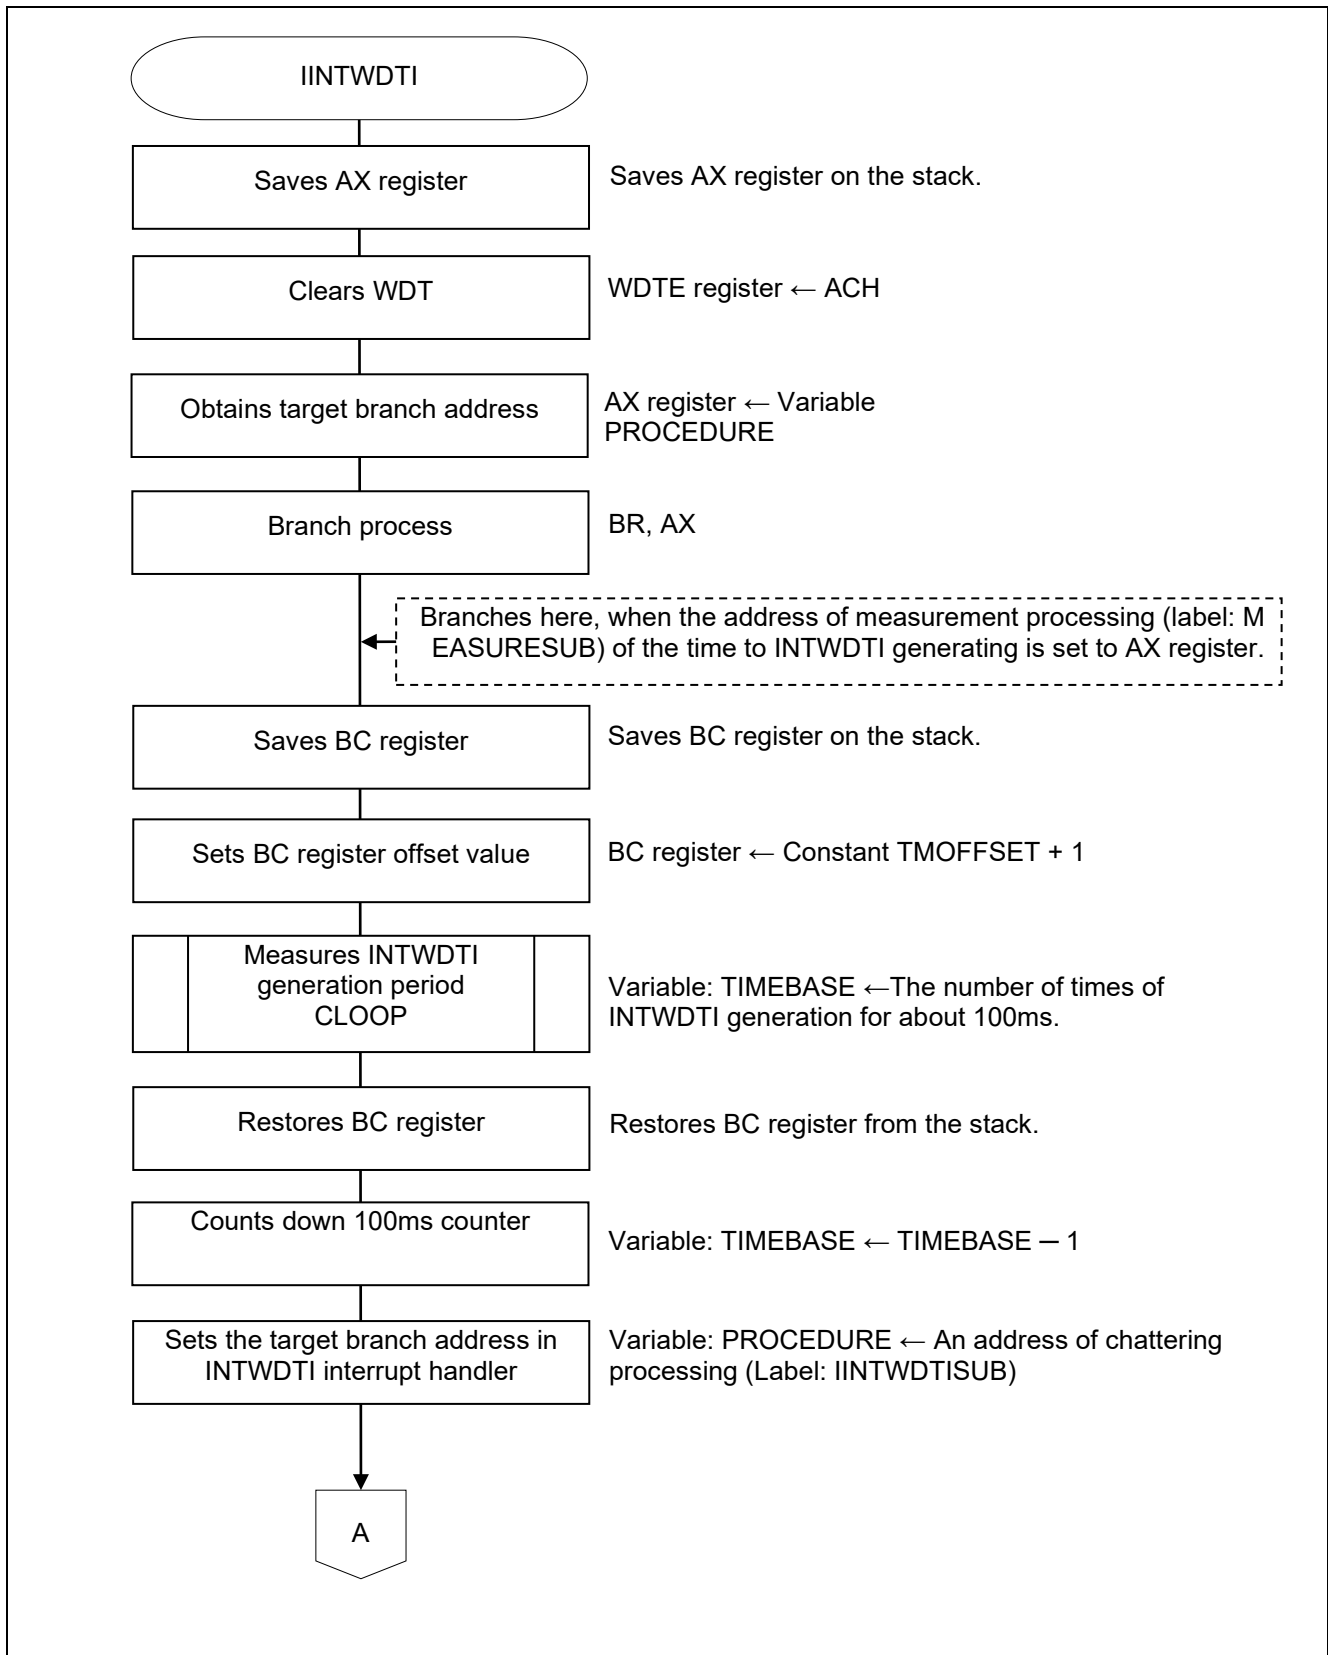 IINTWDTI
Saves AX register
Saves AX register on the stack.
Clears WDT
WDTE register ← ACH
Obtains target branch address
AX register ← Variable
PROCEDURE
Branch process
BR, AX
Branches here, when the address of measurement processing (label: M
EASURESUB) of the time to INTWDTI generating is set to AX register.
Saves BC register
Saves BC register on the stack.
Sets BC register offset value
BC register ← Constant TMOFFSET + 1
Measures INTWDTI
generation period
CLOOP
Variable: TIMEBASE ←The number of times of
INTWDTI generation for about 100ms.
Restores BC register
Restores BC register from the stack.
Counts down 100ms counter
Variable: TIMEBASE ← TIMEBASE － 1
Sets the target branch address in
INTWDTI interrupt handler
Variable: PROCEDURE ← An address of chattering
processing (Label: IINTWDTISUB)
A